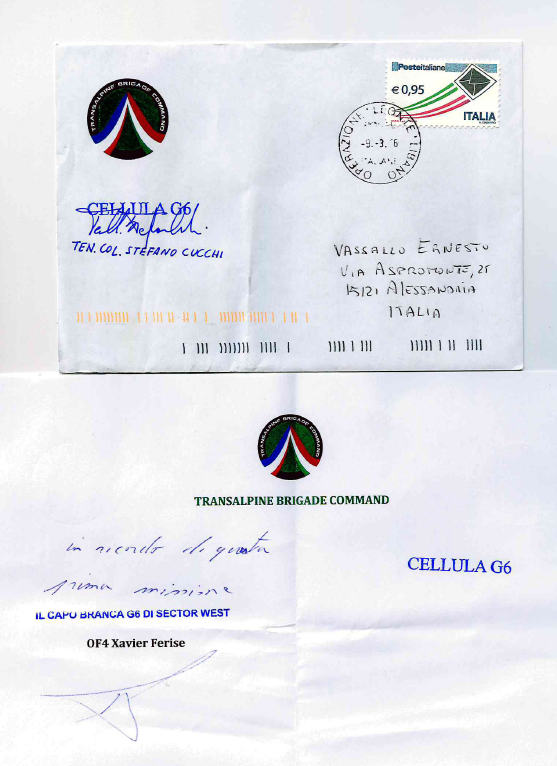 TRANSALPINE BRIGADE COMMAND
Posteitaliane
€ 0,95
ITALIA
OPERAZIONE "LEONTE" LIBANO
-9.-3.16
CELLULA G6
TEN. COL. STEFANO CUCCHI
VASSALLO ERNESTO
VIA ASPROMONTE, 25
15121 ALESSANDRIA
ITALIA
TRANSALPINE BRIGADE COMMAND
TRANSALPINE BRIGADE COMMAND
in ricordo di questa
prima missione
CELLULA G6
IL CAPO BRANCA G6 DI SECTOR WEST
OF4 Xavier Ferise